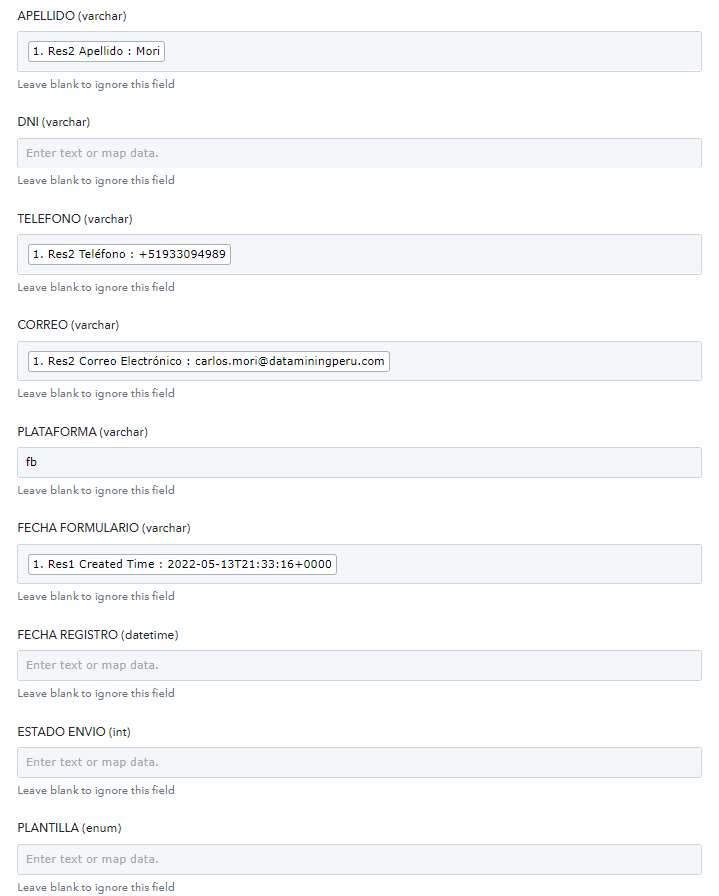 APELLIDO (varchar)
1. Res2 Apellido : Mori
Leave blank to ignore this field
DNI (varchar)
Enter text or map data.
Leave blank to ignore this field
TELEFONO (varchar)
1. Res2 Teléfono : +51933094989
Leave blank to ignore this field
CORREO (varchar)
1. Res2 Correo Electrónico : carlos.mori@dataminingperu.com
Leave blank to ignore this field
PLATAFORMA (varchar)
fb
Leave blank to ignore this field
FECHA FORMULARIO (varchar)
1. Res1 Created Time : 2022-05-13T21:33:16+0000
Leave blank to ignore this field
FECHA REGISTRO (datetime)
Enter text or map data.
Leave blank to ignore this field
ESTADO ENVIO (int)
Enter text or map data.
Leave blank to ignore this field
PLANTILLA (enum)
Enter text or map data.
Leave blank to ignore this field